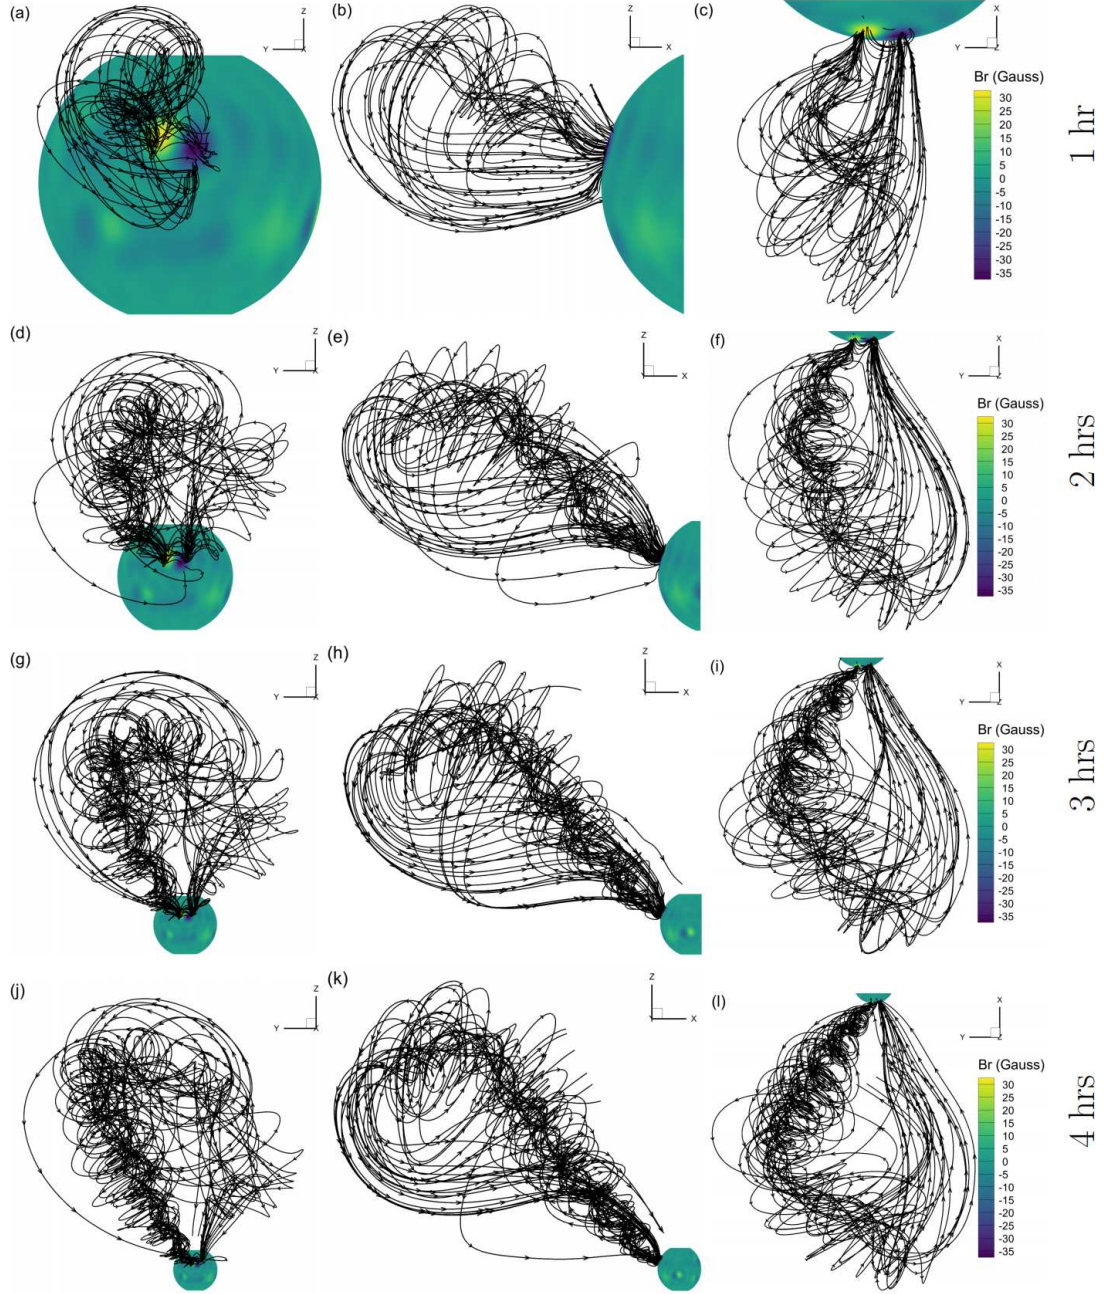 (a)
Z
Y
X
(b)
Z
Y
X
(c)
X
Y
Z
Br (Gauss)
30
25
20
15
10
5
0
-5
-10
-15
-20
-25
-30
-35
1 hr
(d)
Z
Y
X
(e)
Z
Y
X
(f)
X
Y
Z
Br (Gauss)
30
25
20
15
10
5
0
-5
-10
-15
-20
-25
-30
-35
2 hrs
(g)
Z
Y
X
(h)
Z
Y
X
(i)
X
Y
Z
Br (Gauss)
30
25
20
15
10
5
0
-5
-10
-15
-20
-25
-30
-35
3 hrs
(j)
Z
Y
X
(k)
Z
Y
X
(l)
X
Y
Z
Br (Gauss)
30
25
20
15
10
5
0
-5
-10
-15
-20
-25
-30
-35
4 hrs